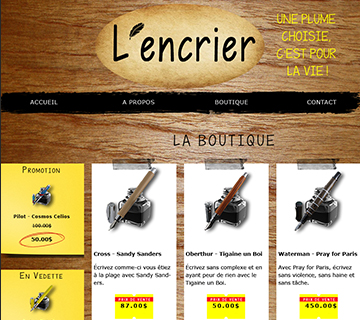 L'encrier
UNE PLUME
CHOISIE,
C'EST POUR
LA VIE !
ACCUEIL
A PROPOS
BOUTIQUE
CONTACT
LA BOUTIQUE
Promotion
Pilot - Cosmos Celios
100.00$
50.00$
En Vedette
Cross - Sandy Sanders
Écrivez comme-ci vous étiez
à la plage avec Sandy Sand-
ers.
PRIX DE VENTE
87.00$
Oberthur - Tigaine un Boi
Écrivez sans complexe et en
ayant peur de rien avec le
Tigaine un Boi.
PRIX DE VENTE
50.00$
Waterman - Pray for Paris
Avec Pray for Paris, écrivez
sans violence, sans haine et
sans tâche.
PRIX DE VENTE
450.00$